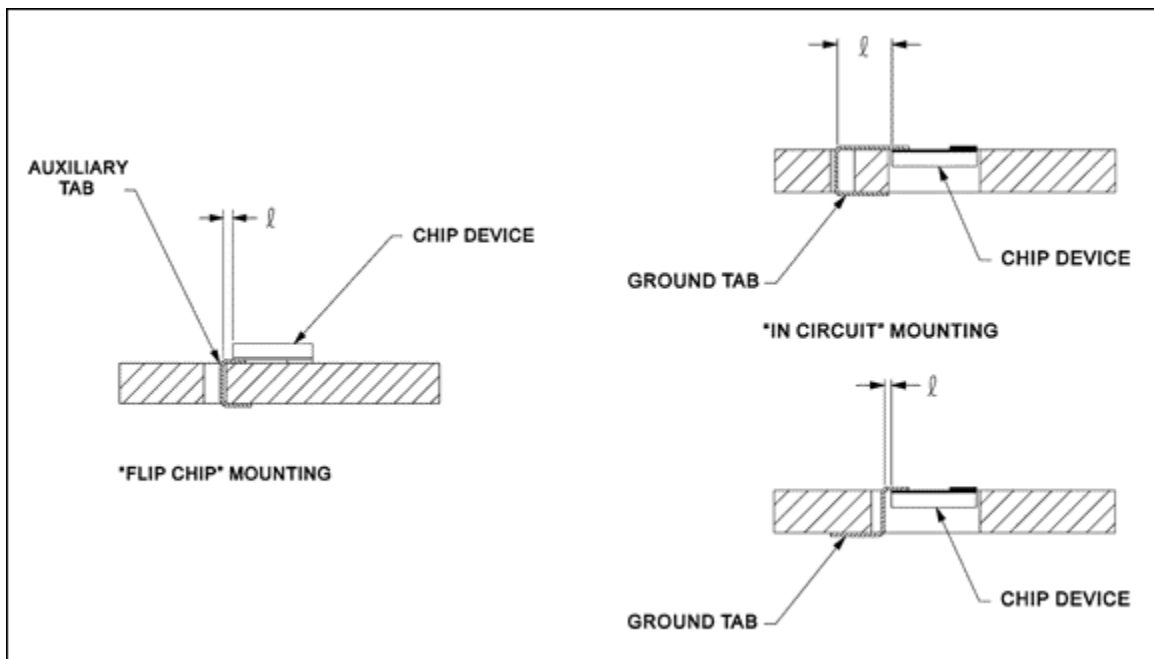 AUXILIARY
TAB
ℓ
CHIP DEVICE
"FLIP CHIP" MOUNTING
ℓ
CHIP DEVICE
GROUND TAB
"IN CIRCUIT" MOUNTING
ℓ
CHIP DEVICE
GROUND TAB